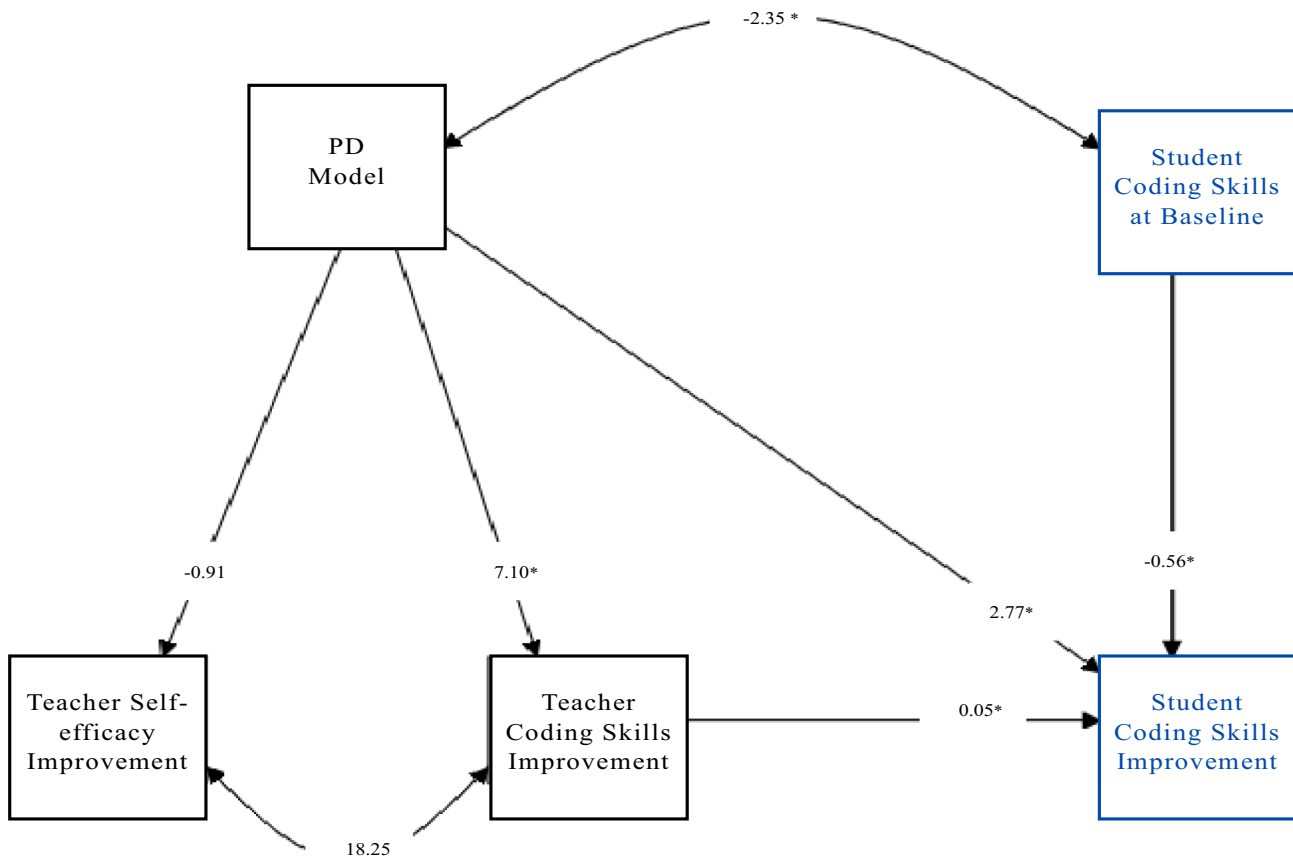 -2.35 *
PD
Model
Student
Coding Skills
at Baseline
-0.91
7.10*
-0.56*
2.77*
Teacher Self-
efficacy
Improvement
Teacher
Coding Skills
Improvement
0.05*
Student
Coding Skills
Improvement
18.25